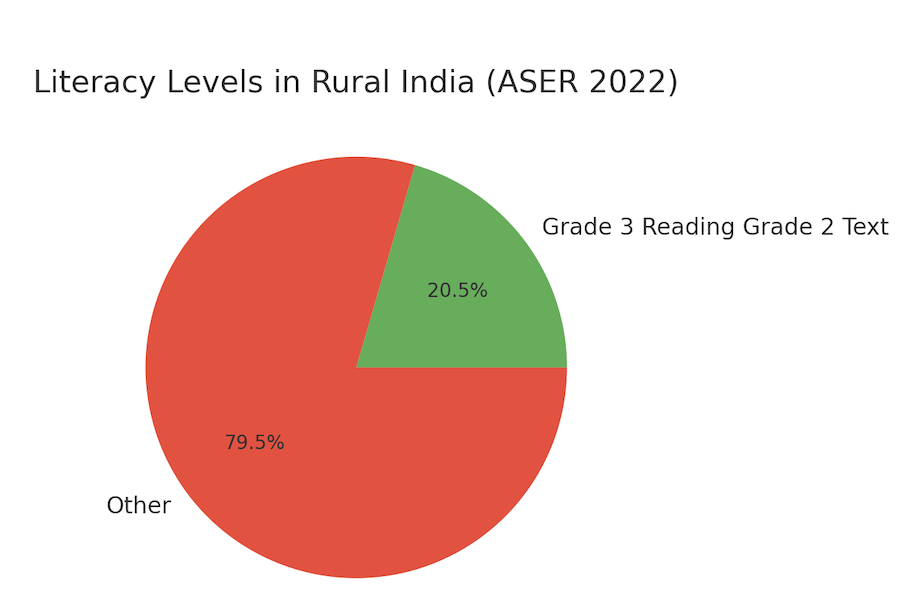 Literacy Levels in Rural India (ASER 2022)
Grade 3 Reading Grade 2 Text
20.5%
79.5%
Other